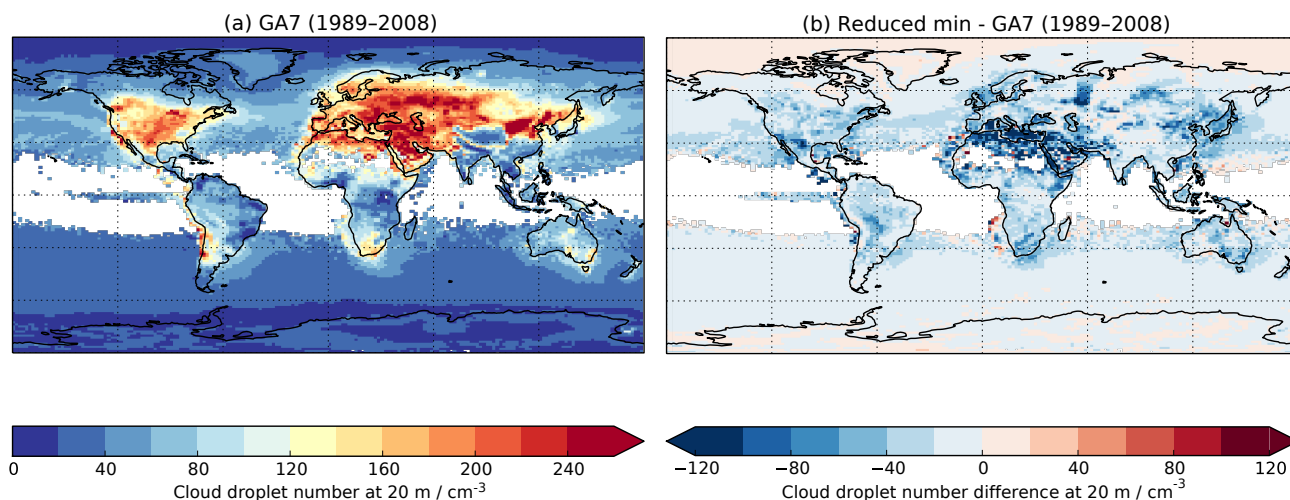 (a) GA7 (1989–2008)
(b) Reduced min - GA7 (1989–2008)
0 40 80 120 160 200 240
Cloud droplet number at 20 m / cm⁻³
−120 −80 −40 0 40 80 120
Cloud droplet number difference at 20 m / cm⁻³